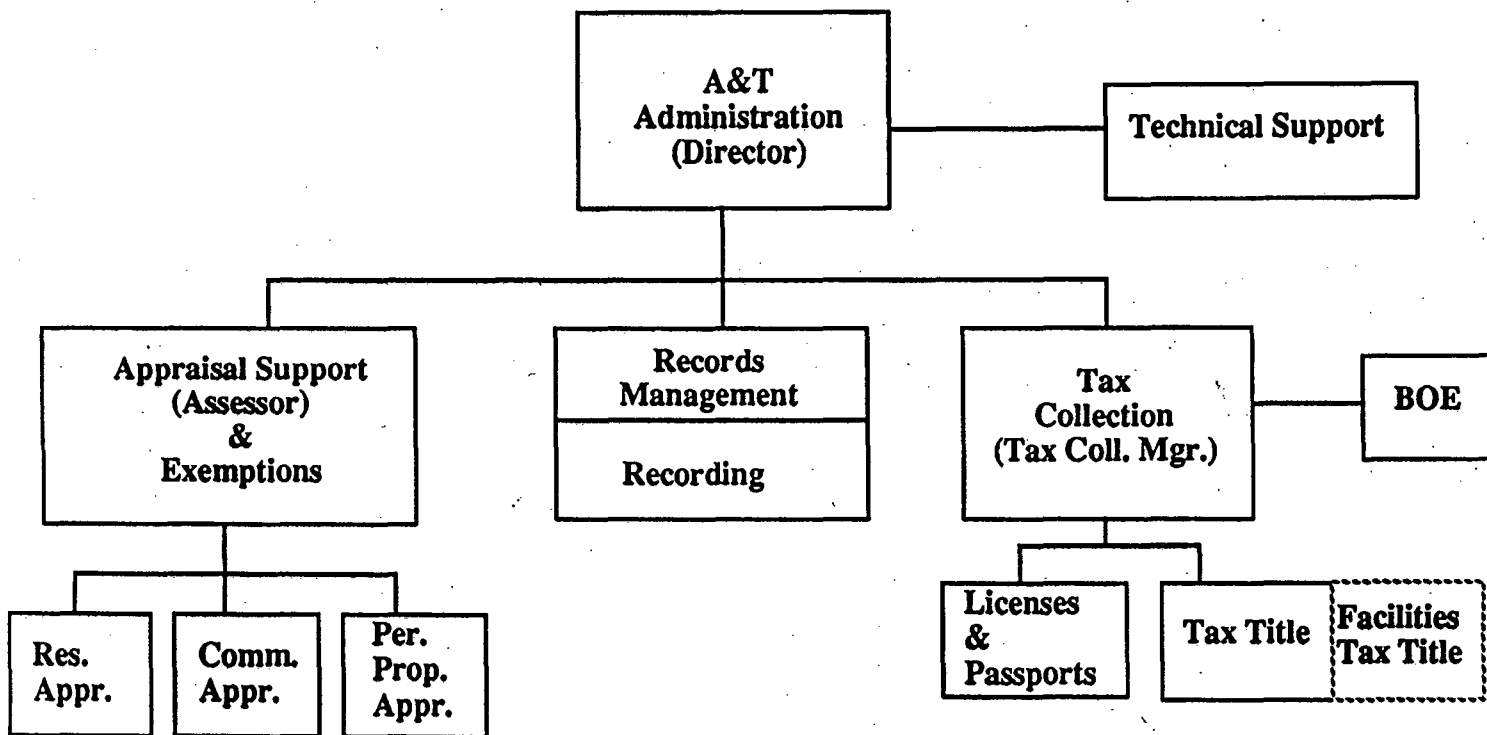 A&T
Administration
(Director)
Technical Support
Appraisal Support
(Assessor)
&
Exemptions
Records
Management
Recording
Tax
Collection
(Tax Coll. Mgr.)
BOE
Res.
Appr.
Comm.
Appr.
Per.
Prop.
Appr.
Licenses
&
Passports
Tax Title
Facilities
Tax Title